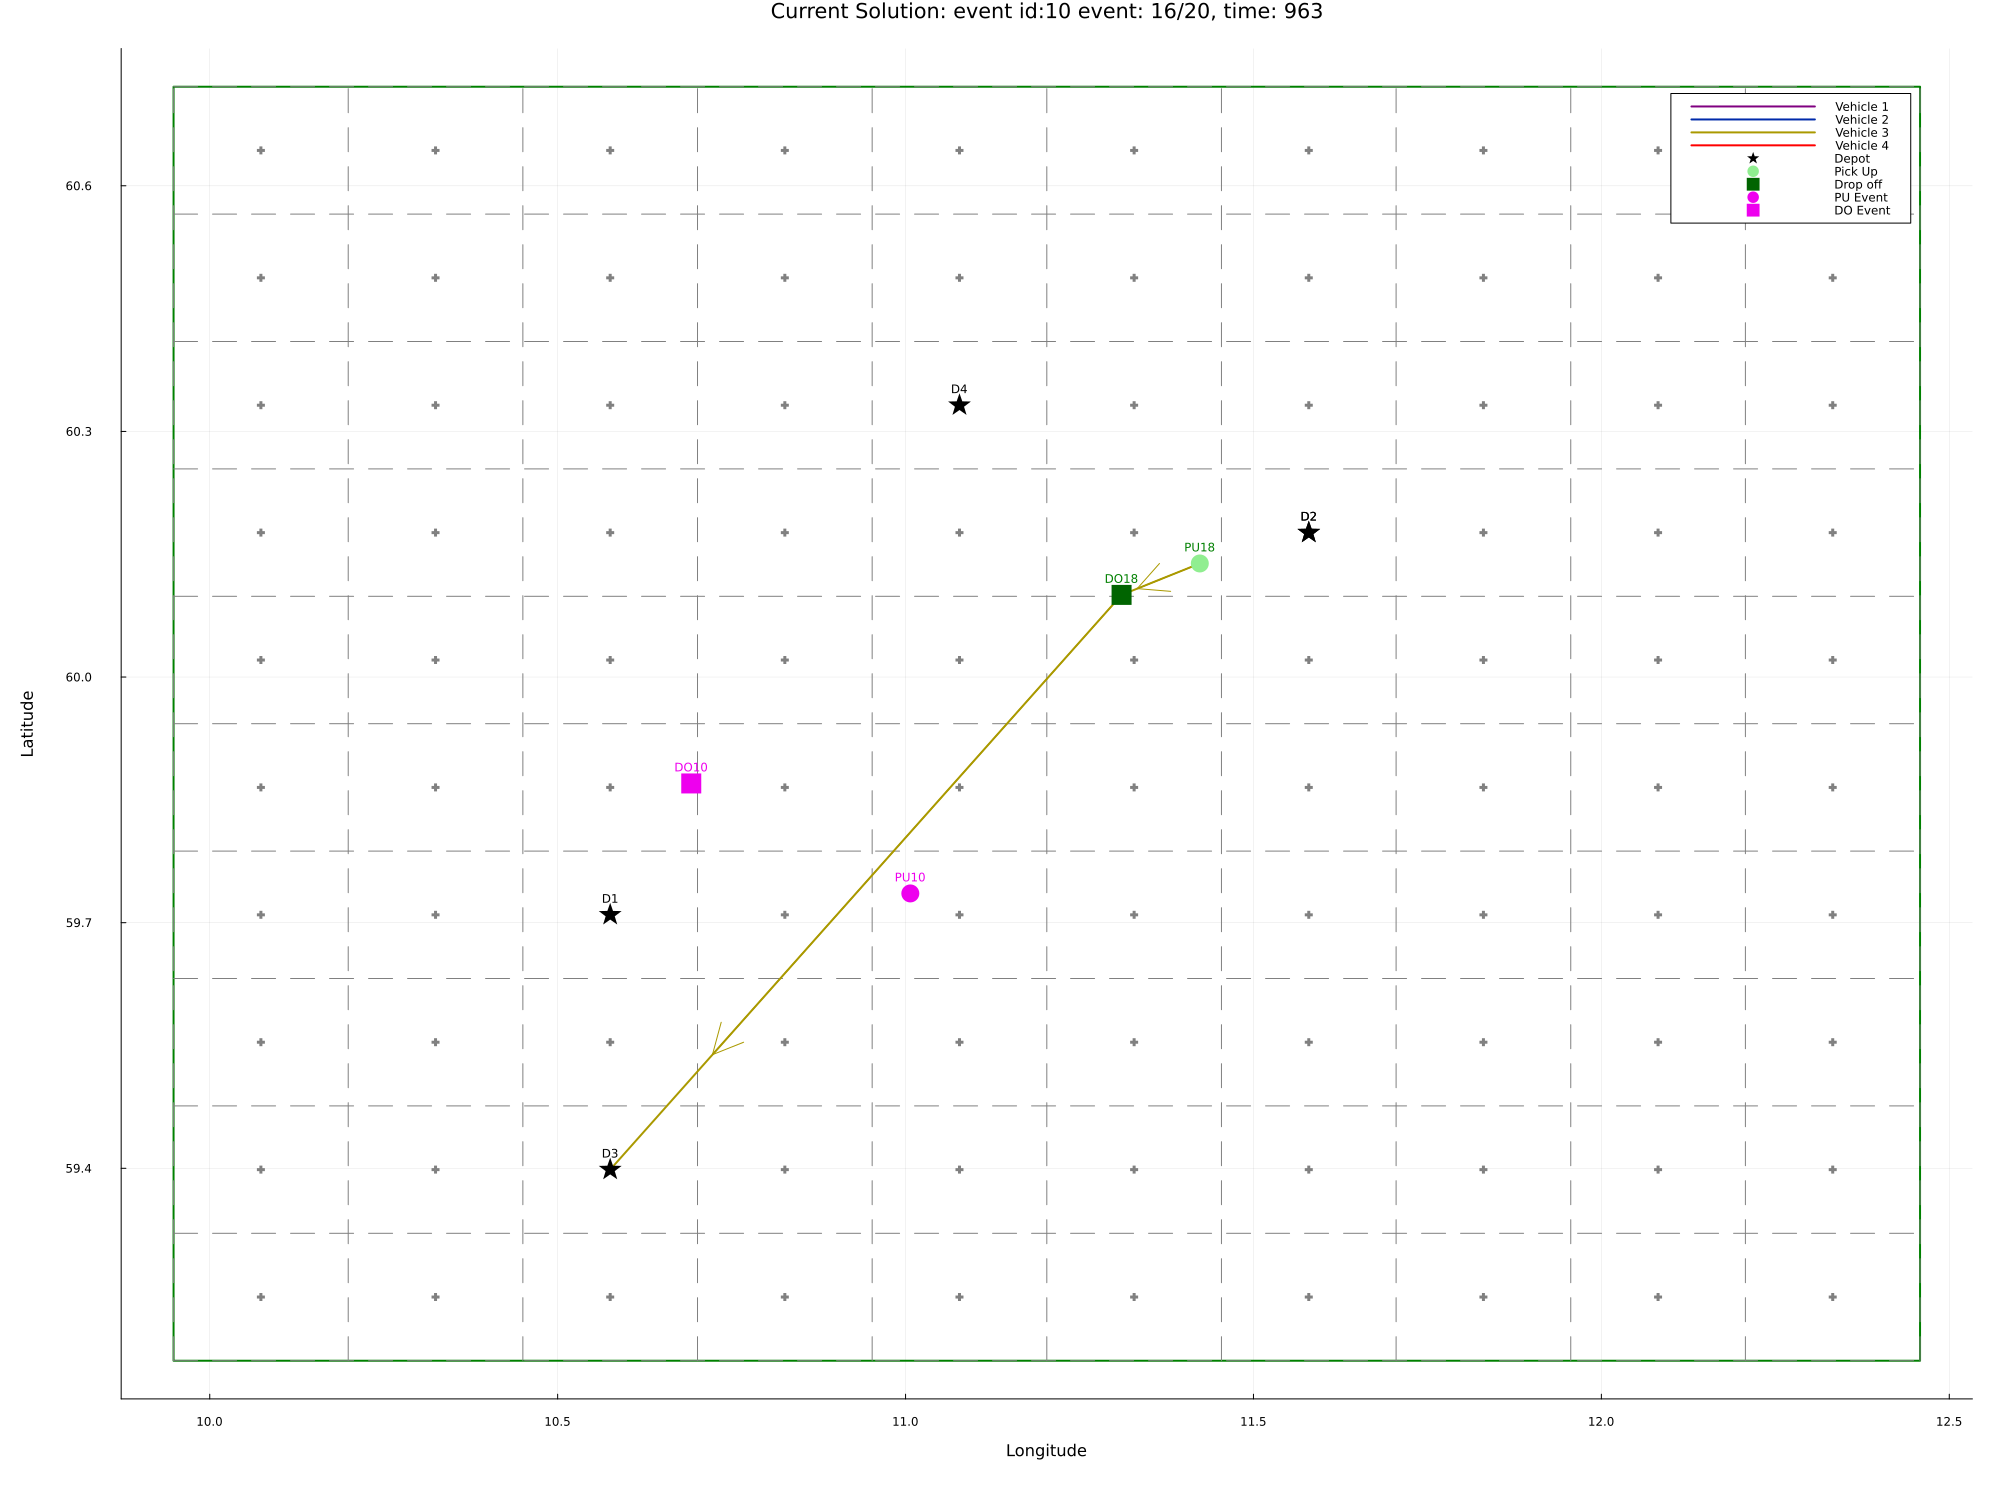 Current Solution: event id:10 event: 16/20, time: 963
Vehicle 1
Vehicle 2
Vehicle 3
Vehicle 4
Depot
Pick Up
Drop off
PU Event
DO Event
60.6
60.3
60.0
59.7
59.4
Latitude
D4
D2
PU18
DO18
DO10
PU10
D1
D3
10.0 10.5 11.0 11.5 12.0 12.5
Longitude